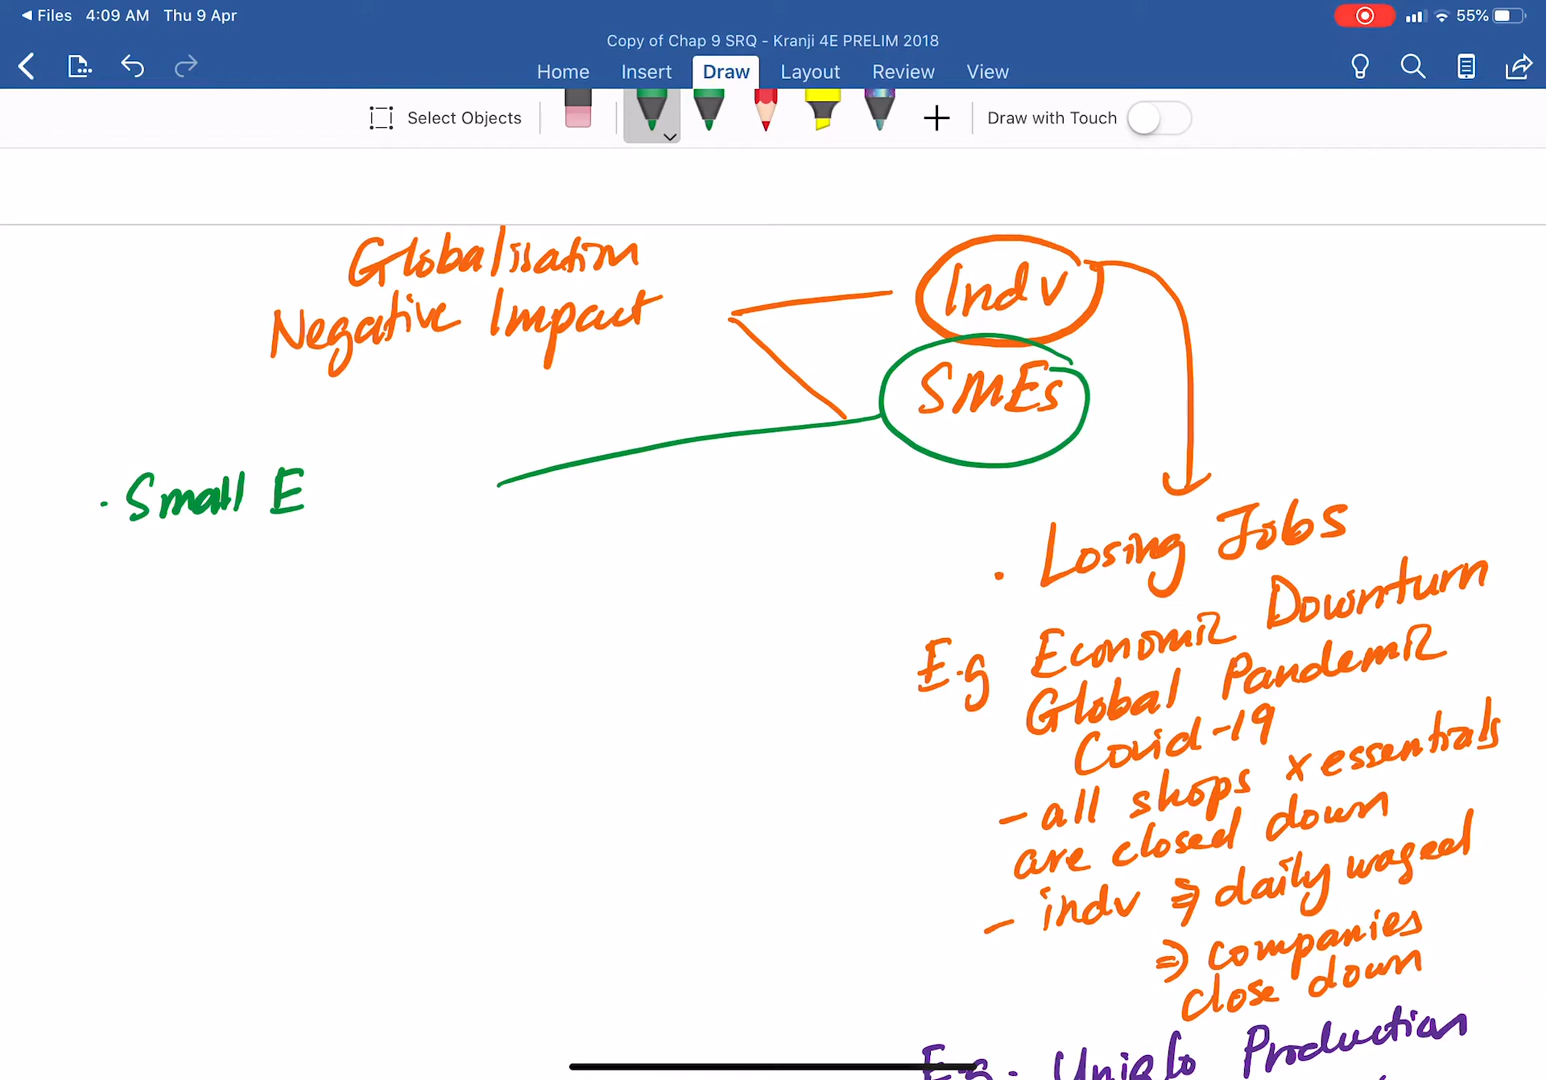 Files 4:09 AM Thu 9 Apr 55%
Copy of Chap 9 SRQ - Kranji 4E PRELIM 2018
Home Insert Draw Layout Review View
Select Objects Draw with Touch
Globalisation
Negative Impact
Indv
SMEs
· Small E
· Losing Jobs
E.g Economic Downturn
Global Pandemic
Covid-19
- all shops x essentials
are closed down
- indv ⇒ daily waged
⇒ companies
close down
E.g. Uniqlo Production